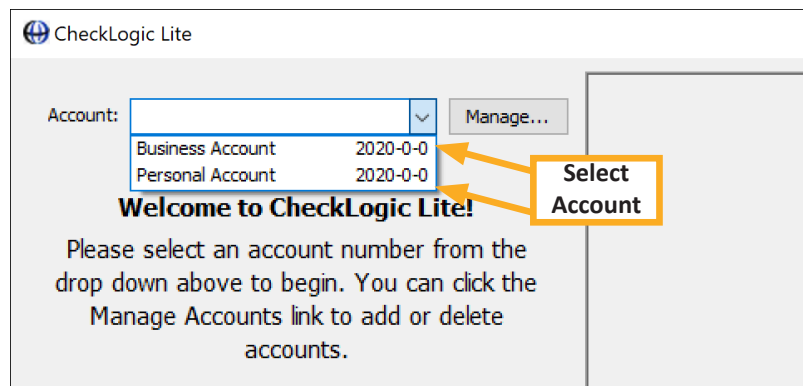 CheckLogic Lite
Account:
Manage...
Business Account 2020-0-0
Personal Account 2020-0-0
Select
Account
Welcome to CheckLogic Lite!
Please select an account number from the
drop down above to begin. You can click the
Manage Accounts link to add or delete
accounts.